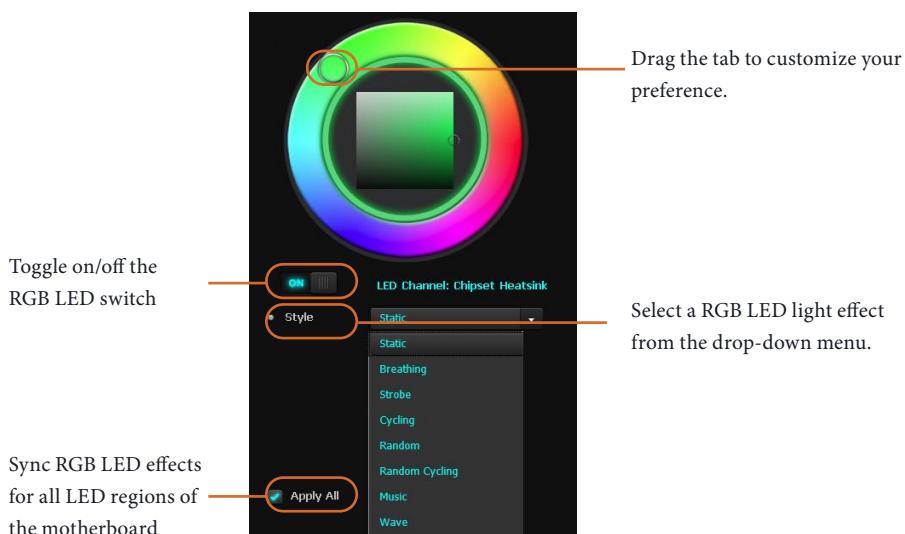 Drag the tab to customize your
preference.
Toggle on/off the
RGB LED switch
ON
LED Channel: Chipset Heatsink
Style
Static
Select a RGB LED light effect
from the drop-down menu.
Static
Breathing
Strobe
Cycling
Random
Random Cycling
Sync RGB LED effects
for all LED regions of
the motherboard
Apply All
Music
Wave